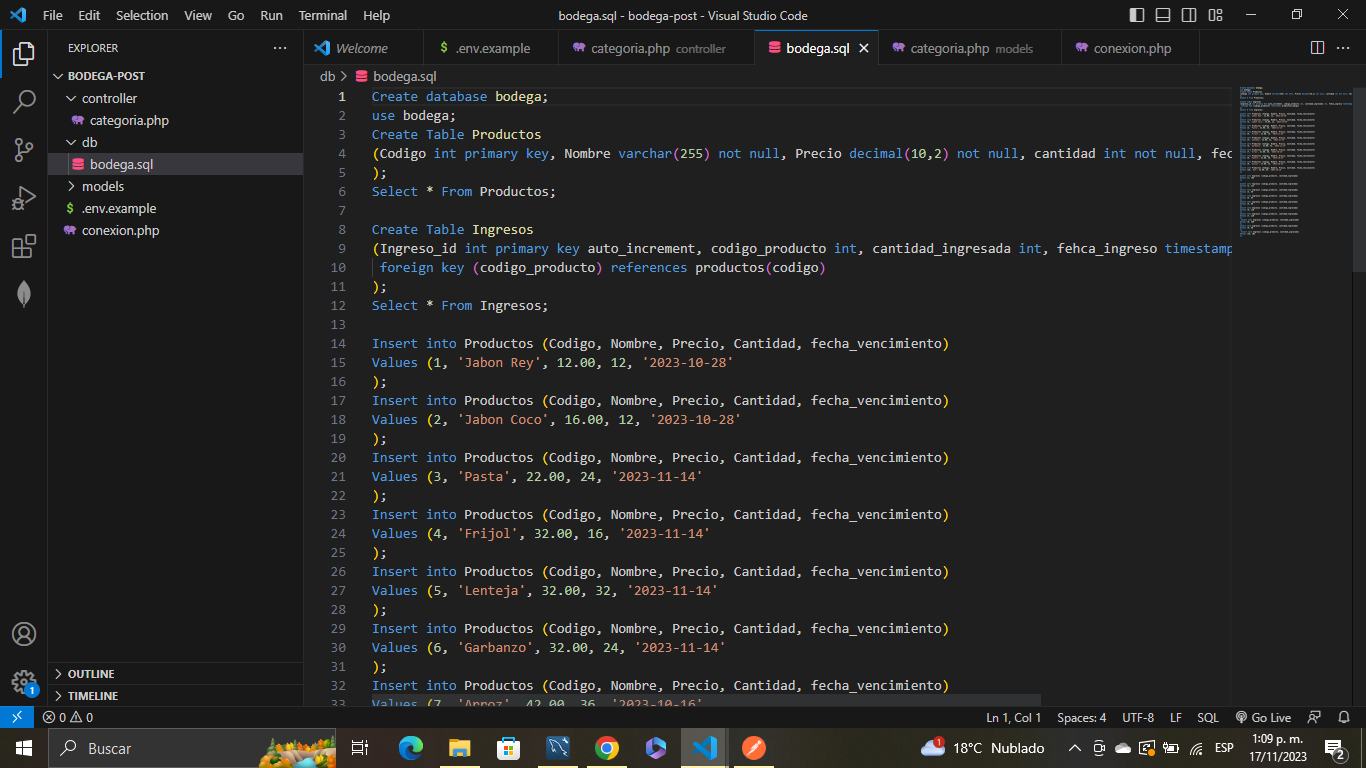 File Edit Selection View Go Run Terminal Help bodega.sql - bodega-post - Visual Studio Code
EXPLORER
BODEGA-POST
controller
categoria.php
db
bodega.sql
models
$ .env.example
conexion.php
OUTLINE
TIMELINE
Welcome $ .env.example categoria.php controller bodega.sql categoria.php models conexion.php
db > bodega.sql
1 Create database bodega;
2 use bodega;
3 Create Table Productos
4 (Codigo int primary key, Nombre varchar(255) not null, Precio decimal(10,2) not null, cantidad int not null, fec
5 );
6 Select * From Productos;
7
8 Create Table Ingresos
9 (Ingreso_id int primary key auto_increment, codigo_producto int, cantidad_ingresada int, fehca_ingreso timestamp
10 foreign key (codigo_producto) references productos(codigo)
11 );
12 Select * From Ingresos;
13
14 Insert into Productos (Codigo, Nombre, Precio, Cantidad, fecha_vencimiento)
15 Values (1, 'Jabon Rey', 12.00, 12, '2023-10-28'
16 );
17 Insert into Productos (Codigo, Nombre, Precio, Cantidad, fecha_vencimiento)
18 Values (2, 'Jabon Coco', 16.00, 12, '2023-10-28'
19 );
20 Insert into Productos (Codigo, Nombre, Precio, Cantidad, fecha_vencimiento)
21 Values (3, 'Pasta', 22.00, 24, '2023-11-14'
22 );
23 Insert into Productos (Codigo, Nombre, Precio, Cantidad, fecha_vencimiento)
24 Values (4, 'Frijol', 32.00, 16, '2023-11-14'
25 );
26 Insert into Productos (Codigo, Nombre, Precio, Cantidad, fecha_vencimiento)
27 Values (5, 'Lenteja', 32.00, 32, '2023-11-14'
28 );
29 Insert into Productos (Codigo, Nombre, Precio, Cantidad, fecha_vencimiento)
30 Values (6, 'Garbanzo', 32.00, 24, '2023-11-14'
31 );
32 Insert into Productos (Codigo, Nombre, Precio, Cantidad, fecha_vencimiento)
33 Values (7, 'Arroz', 42.00, 36, '2023-10-16'
1
0 0 Ln 1, Col 1 Spaces: 4 UTF-8 LF SQL Go Live
Buscar 1 18°C Nublado ESP 1:09 p. m.
17/11/2023 2